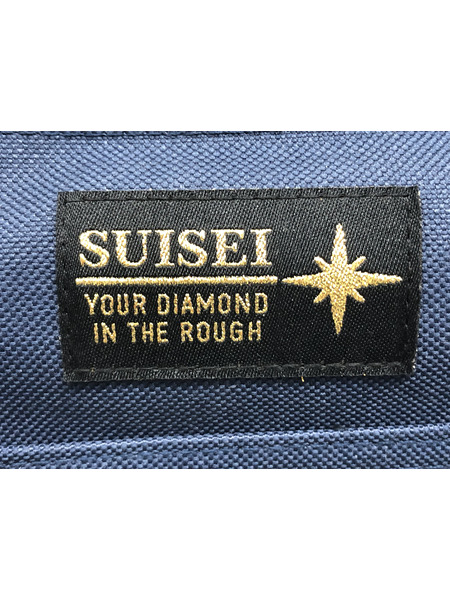 SUISEI
YOUR DIAMOND
IN THE ROUGH